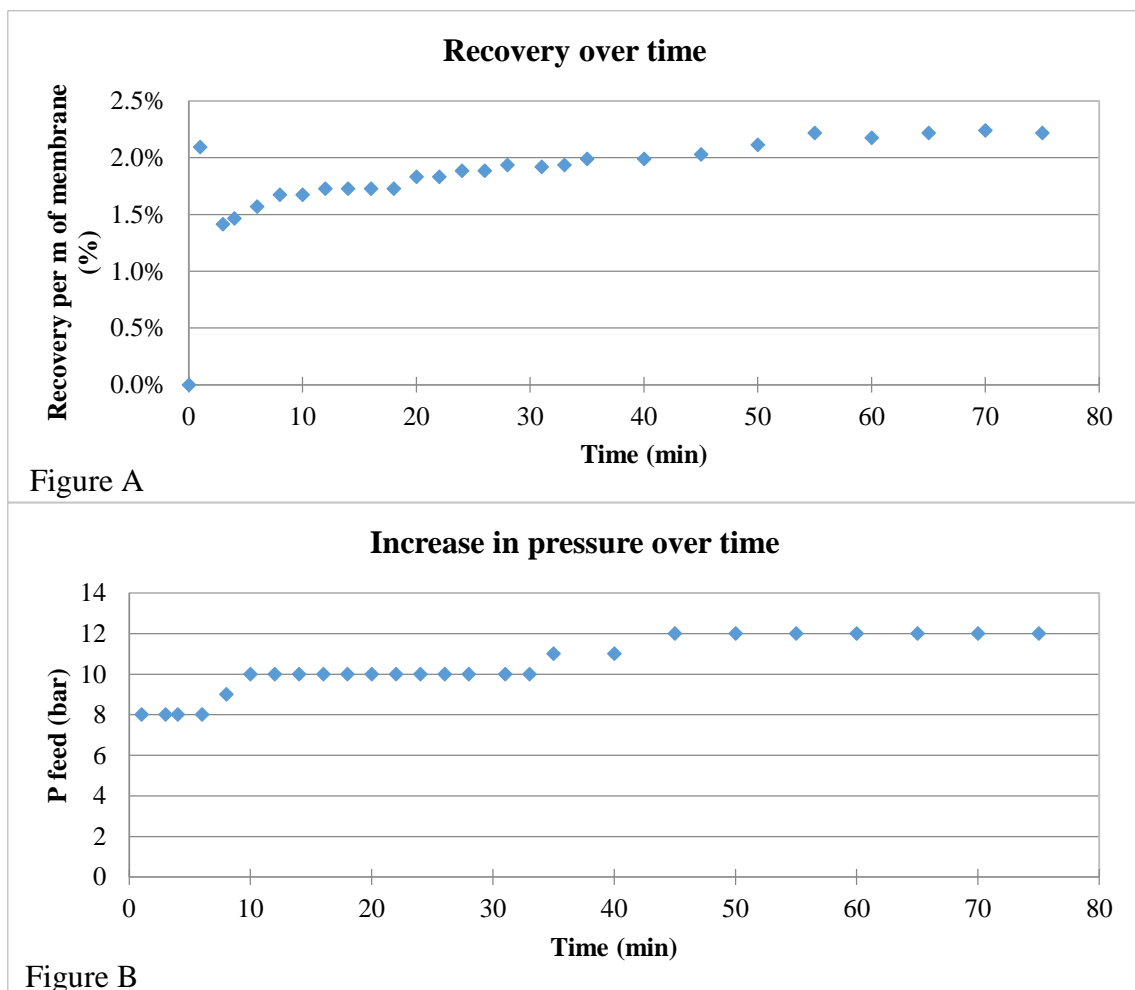 Recovery over time
Recovery per m of membrane
(%)
2.5%
2.0%
1.5%
1.0%
0.5%
0.0%
0 10 20 30 40 50 60 70 80
Time (min)
Figure A
Increase in pressure over time
P feed (bar)
14
12
10
8
6
4
2
0
0 10 20 30 40 50 60 70 80
Time (min)
Figure B